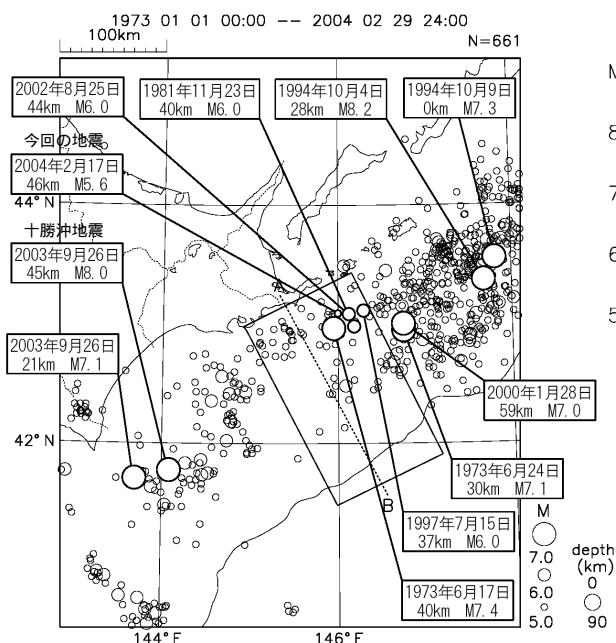 1973 01 01 00:00 -- 2004 02 29 24:00
100km
N=661
2002年8月25日
44km M6.0
1981年11月23日
40km M6.0
1994年10月4日
28km M8.2
1994年10月9日
0km M7.3
M
8
7
6
5
今回の地震
2004年2月17日
46km M5.6
44°N
十勝沖地震
2003年9月26日
45km M8.0
2003年9月26日
21km M7.1
2000年1月28日
59km M7.0
42°N
1973年6月24日
30km M7.1
B
1997年7月15日
37km M6.0
1973年6月17日
40km M7.4
M
7.0
6.0
5.0
depth
(km)
0
90
144°E
146°E